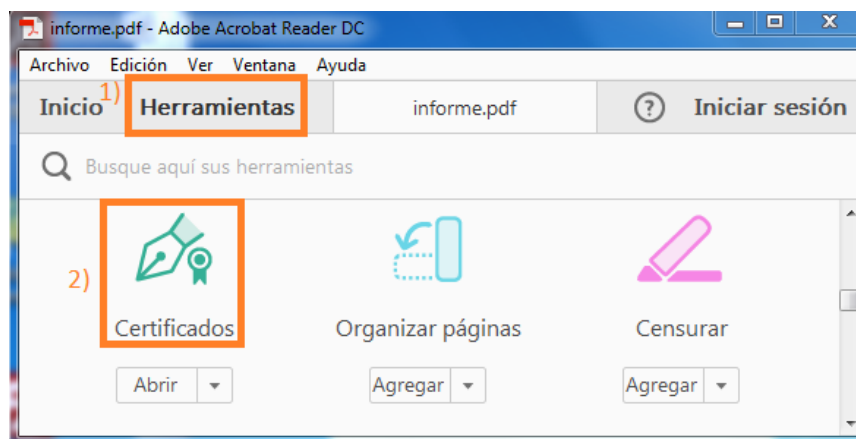 informe.pdf - Adobe Acrobat Reader DC
Archivo Edición Ver Ventana Ayuda
Inicio 1) Herramientas informe.pdf ? Iniciar sesión
Busque aquí sus herramientas
2)
Certificados Organizar páginas Censurar
Abrir Agregar Agregar